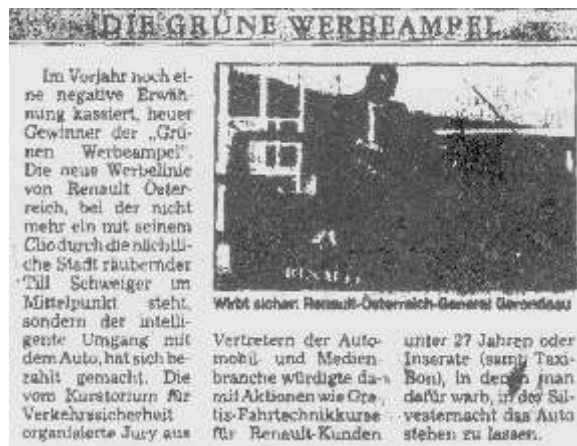 DIE GRÜNE WERBEAMPEL
Im Vorjahr noch ei-
ne negative Erwäh-
nung kassiert, heuer
Gewinner der „Grü-
nen Werbeampel".
Die neue Werbelinie
von Renault Öster-
reich, bei der nicht
mehr ein mit seinem
Clio durch die nächtli-
che Stadt räubernder
Till Schweiger im
Mittelpunkt steht,
sondern der intelli-
gente Umgang mit
dem Auto, hat sich be-
zahlt gemacht. Die
vom Kuratorium für
Verkehrssicherheit
organisierte Jury aus
RENAULT
Wirbt sicher: Renault-Österreich-General Gerondeau
Vertretern der Auto-
mobil- und Medien-
branche würdigte da-
mit Aktionen wie Gra-
tis-Fahrtechnikkurse
für Renault-Kunden
unter 27 Jahren oder
Inserate (samt Taxi-
Bon), in denen man
dafür warb, in der Sil-
vesternacht das Auto
stehen zu lassen.